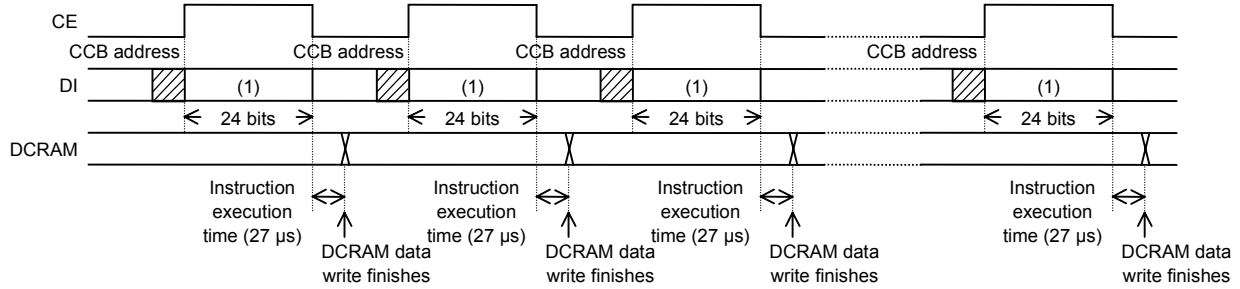 CE
CCB address CCB address CCB address CCB address
DI (1) (1) (1) (1)
24 bits 24 bits 24 bits 24 bits
DCRAM
Instruction Instruction Instruction Instruction
execution execution execution execution
time (27 µs) time (27 µs) time (27 µs) time (27 µs)
DCRAM data DCRAM data DCRAM data DCRAM data
write finishes write finishes write finishes write finishes